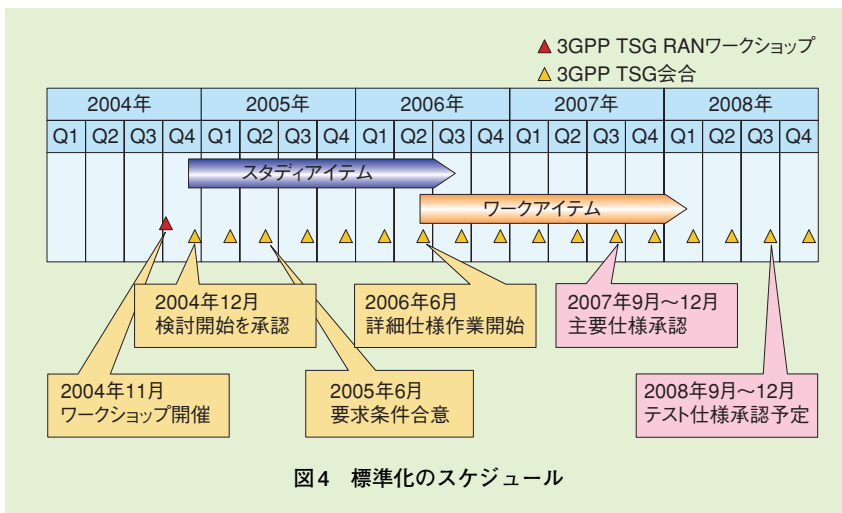 ▲ 3GPP TSG RANワークショップ
▲ 3GPP TSG会合
2004年 2005年 2006年 2007年 2008年
Q1 Q2 Q3 Q4 Q1 Q2 Q3 Q4 Q1 Q2 Q3 Q4 Q1 Q2 Q3 Q4 Q1 Q2 Q3 Q4
スタディアイテム
ワークアイテム
2004年12月
検討開始を承認
2006年6月
詳細仕様作業開始
2007年9月~12月
主要仕様承認
2004年11月
ワークショップ開催
2005年6月
要求条件合意
2008年9月~12月
テスト仕様承認予定
図4 標準化のスケジュール